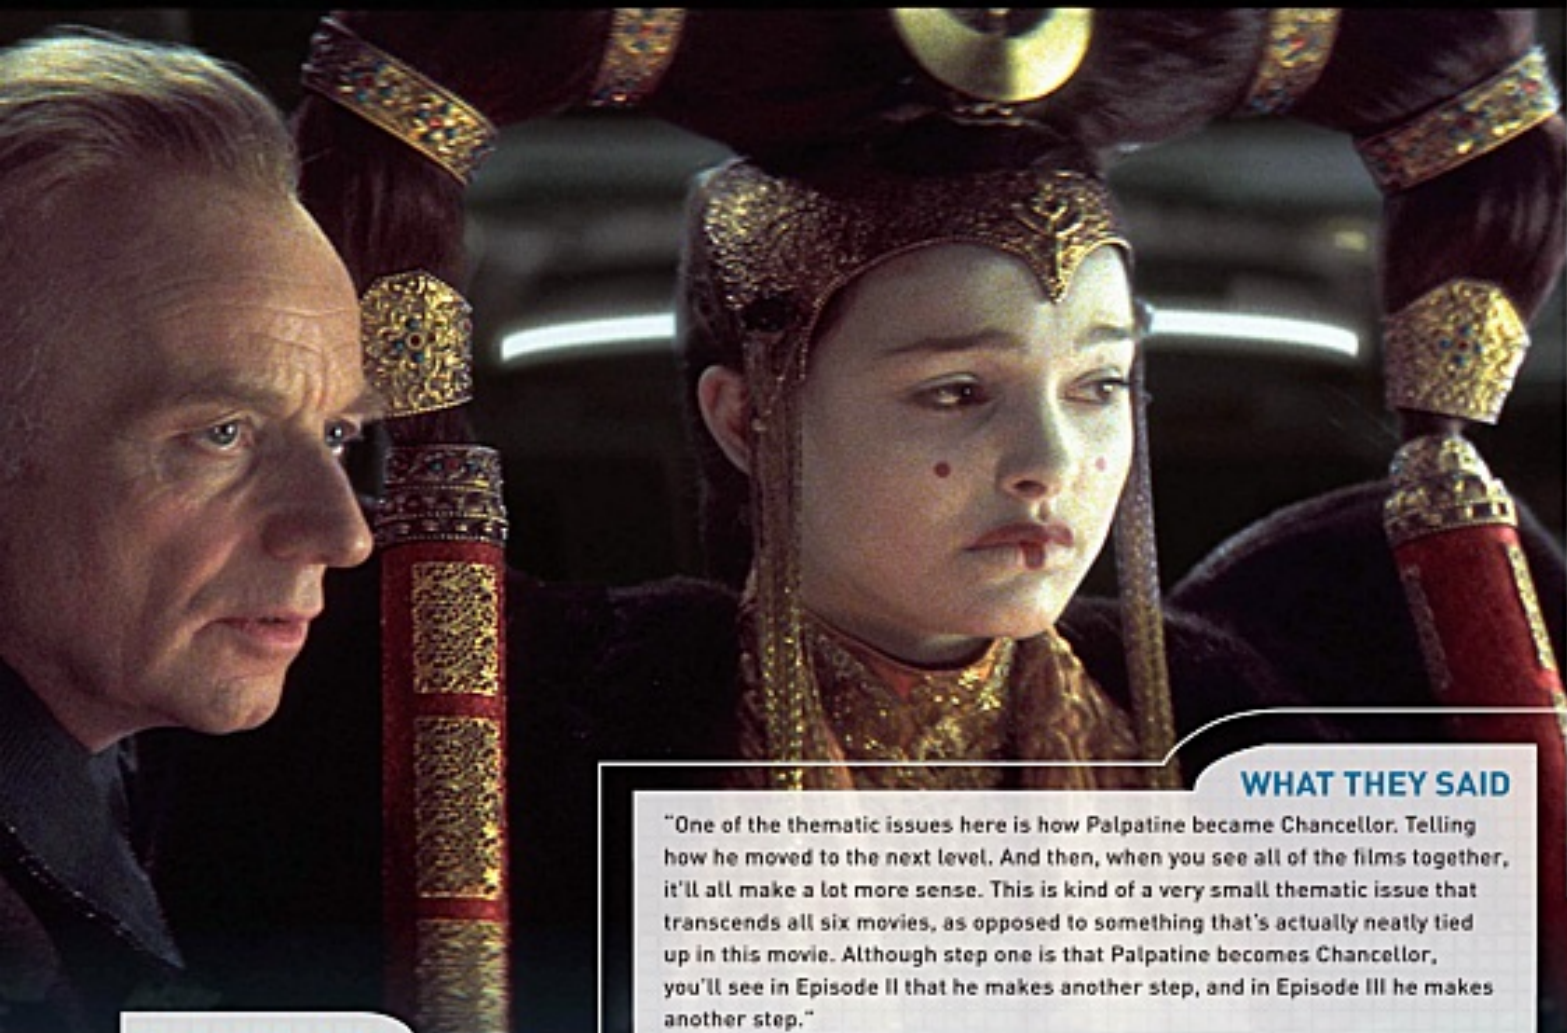 WHAT THEY SAID
"One of the thematic issues here is how Palpatine became Chancellor. Telling
how he moved to the next level. And then, when you see all of the films together,
it'll all make a lot more sense. This is kind of a very small thematic issue that
transcends all six movies, as opposed to something that's actually neatly tied
up in this movie. Although step one is that Palpatine becomes Chancellor,
you'll see in Episode II that he makes another step, and in Episode III he makes
another step."